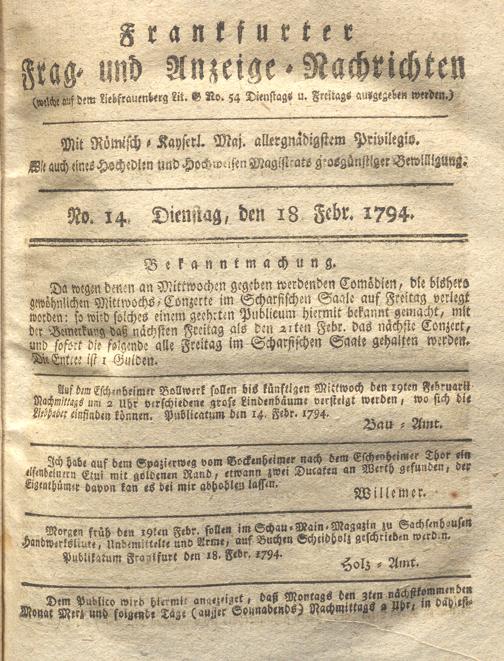 Frankfurter
Frag- und Anzeige-Nachrichten
(welche auf dem Liebfrauenberg Lit. G No. 54 Dienstags u. Freitags ausgegeben werden.)
Mit Römisch-Kayserl. Maj. allergnädigstem Privilegio.
Wie auch eines Hochedlen und Hochweisen Magistrats grosgünstiger Bewilligung.
No. 14. Dienstag, den 18 Febr. 1794.
Bekanntmachung.
Da wegen denen an Mittwochen gegeben werdenden Comödien, die bishero
gewöhnlichen Mittwochs-Conzerte im Scharfischen Saale auf Freitag verlegt
worden: so wird solches einem geehrten Publicum hiermit bekannt gemacht, mit
der Bemerkung daß nächsten Freitag als den 21ten Febr. das nächste Conzert,
und sofort die folgende alle Freitag im Scharfischen Saale gehalten werden.
Die Entree ist 1 Gulden.
Auf dem Eschenheimer Bollwerk sollen bis künftigen Mittwoch den 19ten Februarii
Nachmittags um 2 Uhr verschiedene grose Lindenbäume versteigt werden, wo sich die
Liebhaber einfinden können. Publicatum den 14. Febr. 1794.
Bau-Amt.
Ich habe auf dem Spazierweg vom Bockenheimer nach dem Eschenheimer Thor ein
elfenbeinern Etui mit goldenen Rand, etwann zwei Ducaten an Werth gefunden, der
Eigenthümer davon kan es bei mir abhohlen lassen.
Willemer.
Morgen früh den 19ten Febr. sollen im Schau-Main-Magazin zu Sachsenhausen
Handwerksleute, Unbemittelte und Arme, auf Buchen Scheidholz geschrieben werden.
Publikatum Frankfurt den 18. Febr. 1794.
Holz-Amt.
Dem Publico wird hiermit angezeiget, daß Montags den 3ten nächstkommenden
Monat Merz und folgende Täge (ausser Sonnabends) Nachmittags 2 Uhr, in